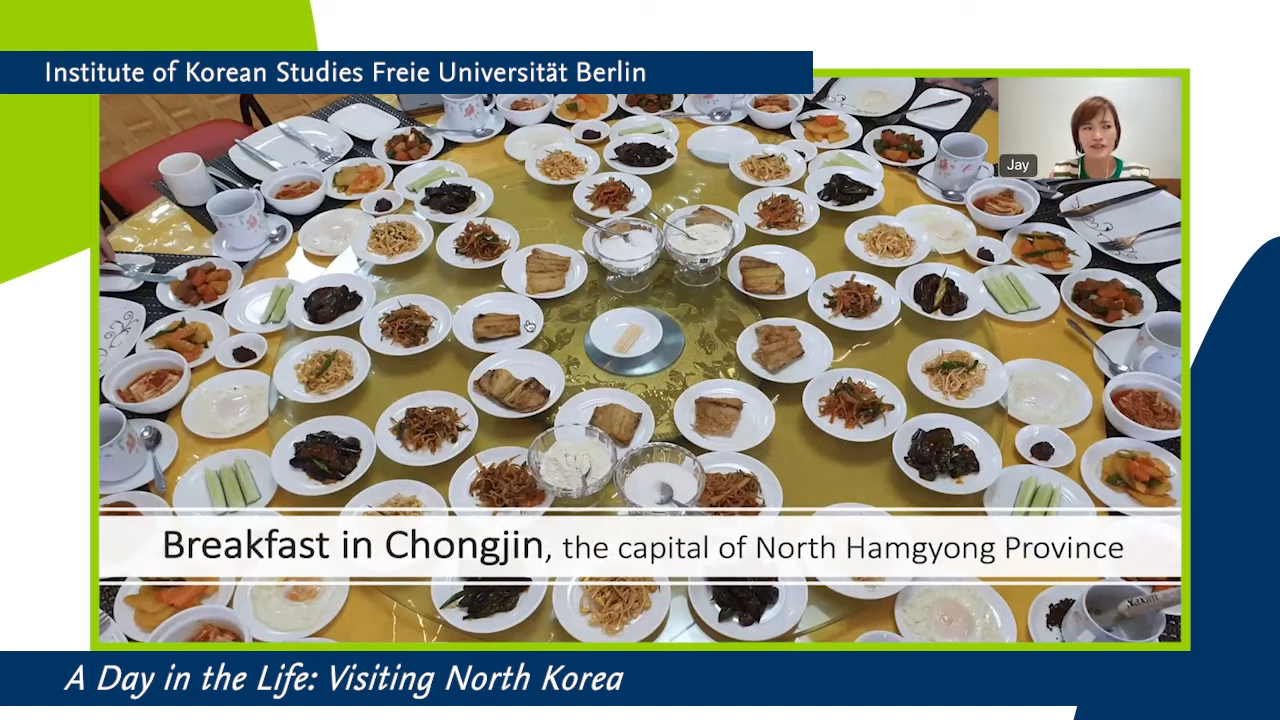 Institute of Korean Studies Freie Universität Berlin
Jay
Breakfast in Chongjin, the capital of North Hamgyong Province
A Day in the Life: Visiting North Korea